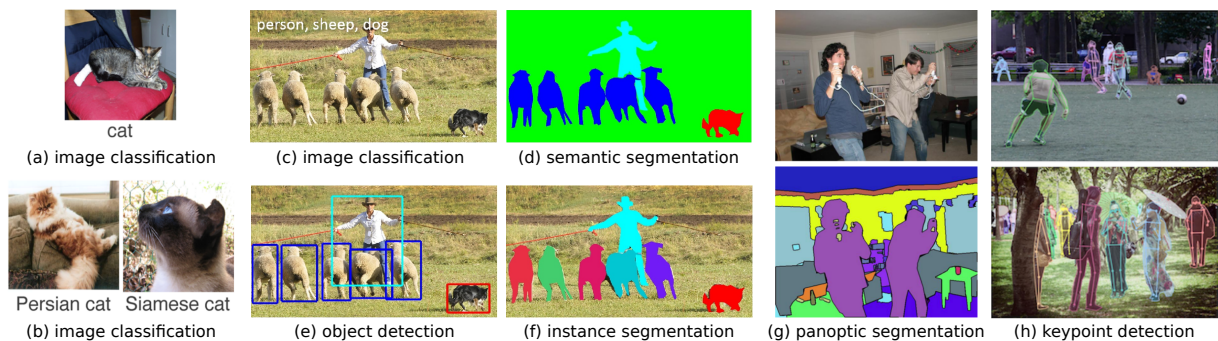 cat
(a) image classification
Persian cat
Siamese cat
(b) image classification
person, sheep, dog
(c) image classification
(d) semantic segmentation
(e) object detection
(f) instance segmentation
(g) panoptic segmentation
(h) keypoint detection